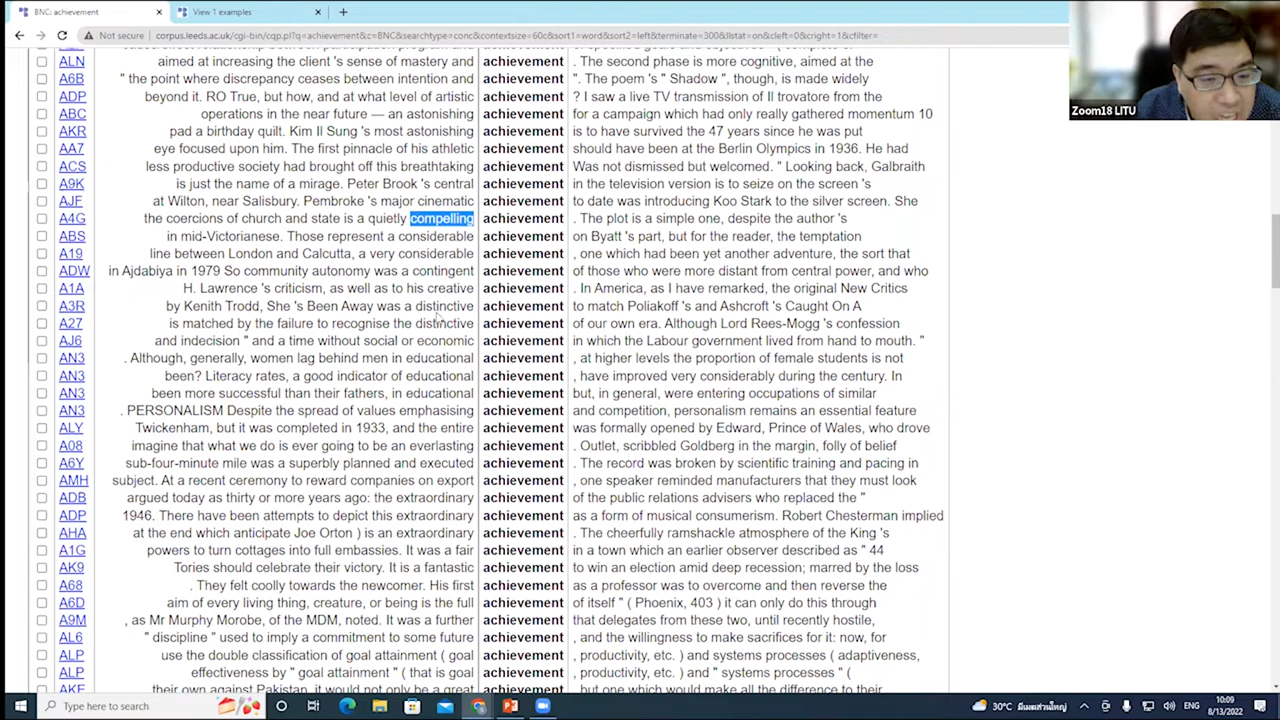 BNC: achievement
View 1 examples
Not secure corpus.leeds.ac.uk/cgi-bin/cqp.pl?q=achievement&c=BNC&searchtype=conc&contextsize=60c&sort1=word&sort2=left&terminate=300&llstat=on&cleft=0&cright=1&cfilter=
Zoom18 LITU
ALN aimed at increasing the client 's sense of mastery and achievement . The second phase is more cognitive, aimed at the
A6B " the point where discrepancy ceases between intention and achievement ". The poem 's " Shadow ", though, is made widely
ADP beyond it. RO True, but how, and at what level of artistic achievement ? I saw a live TV transmission of Il trovatore from the
ABC operations in the near future — an astonishing achievement for a campaign which had only really gathered momentum 10
AKR pad a birthday quilt. Kim Il Sung 's most astonishing achievement is to have survived the 47 years since he was put
AA7 eye focused upon him. The first pinnacle of his athletic achievement should have been at the Berlin Olympics in 1936. He had
ACS less productive society had brought off this breathtaking achievement Was not dismissed but welcomed. " Looking back, Galbraith
A9K is just the name of a mirage. Peter Brook 's central achievement in the television version is to seize on the screen 's
AJF at Wilton, near Salisbury. Pembroke 's major cinematic achievement to date was introducing Koo Stark to the silver screen. She
A4G the coercions of church and state is a quietly compelling achievement . The plot is a simple one, despite the author 's
ABS in mid-Victorianese. Those represent a considerable achievement on Byatt 's part, but for the reader, the temptation
A19 line between London and Calcutta, a very considerable achievement , one which had been yet another adventure, the sort that
ADW in Ajdabiya in 1979 So community autonomy was a contingent achievement of those who were more distant from central power, and who
A1A H. Lawrence 's criticism, as well as to his creative achievement . In America, as I have remarked, the original New Critics
A3R by Kenith Trodd, She 's Been Away was a distinctive achievement to match Poliakoff 's and Ashcroft 's Caught On A
A27 is matched by the failure to recognise the distinctive achievement of our own era. Although Lord Rees-Mogg 's confession
AJ6 and indecision " and a time without social or economic achievement in which the Labour government lived from hand to mouth. "
AN3 . Although, generally, women lag behind men in educational achievement , at higher levels the proportion of female students is not
AN3 been? Literacy rates, a good indicator of educational achievement , have improved very considerably during the century. In
AN3 been more successful than their fathers, in educational achievement but, in general, were entering occupations of similar
AN3 . PERSONALISM Despite the spread of values emphasising achievement and competition, personalism remains an essential feature
ALY Twickenham, but it was completed in 1933, and the entire achievement was formally opened by Edward, Prince of Wales, who drove
A08 imagine that what we do is ever going to be an everlasting achievement . Outlet, scribbled Goldberg in the margin, folly of belief
A6Y sub-four-minute mile was a superbly planned and executed achievement . The record was broken by scientific training and pacing in
AMH subject. At a recent ceremony to reward companies on export achievement , one speaker reminded manufacturers that they must look
ADB argued today as thirty or more years ago: the extraordinary achievement of the public relations advisers who replaced the "
ADP 1946. There have been attempts to depict this extraordinary achievement as a form of musical consumerism. Robert Chesterman implied
AHA at the end which anticipate Joe Orton ) is an extraordinary achievement . The cheerfully ramshackle atmosphere of the King 's
A1G powers to turn cottages into full embassies. It was a fair achievement in a town which an earlier observer described as " 44
AK9 Tories should celebrate their victory. It is a fantastic achievement to win an election amid deep recession; marred by the loss
A68 . They felt coolly towards the newcomer. His first achievement as a professor was to overcome and then reverse the
A6D aim of every living thing, creature, or being is the full achievement of itself " ( Phoenix, 403 ) it can only do this through
A9M , as Mr Murphy Morobe, of the MDM, noted. It was a further achievement that delegates from these two, until recently hostile,
AL6 " discipline " used to imply a commitment to some future achievement , and the willingness to make sacrifices for it: now, for
ALP use the double classification of goal attainment ( goal achievement , productivity, etc. ) and systems processes ( adaptiveness,
ALP effectiveness by " goal attainment " ( that is goal achievement , productivity ) and " systems processes " (
AKE their own against Pakistan, it would not only be a great achievement , but one which would make all the difference to their
Type here to search
30°C มีเมฆเป็นส่วนใหญ่
10:09
8/13/2022